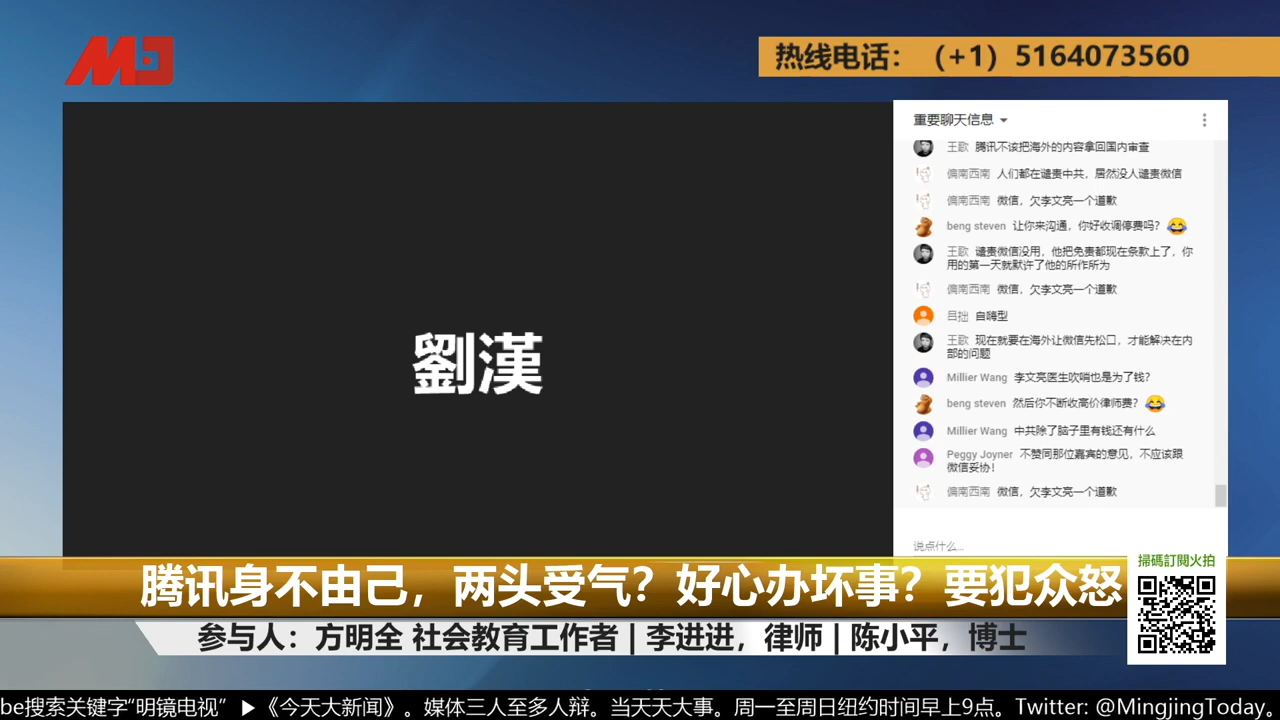 MJ
热线电话：（+1）5164073560
重要聊天信息
王歌 腾讯不该把海外的内容拿回国内审查
偏南西南 人们都在谴责中共，居然没人谴责微信
偏南西南 微信，欠李文亮一个道歉
beng steven 让你来沟通，你好收调停费吗？😂
王歌 谴责微信没用，他把免责都现在条款上了，你
用的第一天就默许了他的所作所为
偏南西南 微信，欠李文亮一个道歉
吕拙 自嗨型
王歌 现在就要在海外让微信先松口，才能解决在内
部的问题
Millier Wang 李文亮医生吹哨也是为了钱？
beng steven 然后你不断收高价律师费？😂
Millier Wang 中共除了脑子里有钱还有什么
Peggy Joyner 不赞同那位嘉宾的意见，不应该跟
微信妥协！
偏南西南 微信，欠李文亮一个道歉
说点什么...
劉漢
掃碼訂閱火拍
腾讯身不由己，两头受气？好心办坏事？要犯众怒
参与人：方明全 社会教育工作者 | 李进进，律师 | 陈小平，博士
be搜索关键字“明镜电视” ▶《今天大新闻》。媒体三人至多人辩。当天天大事。周一至周日纽约时间早上9点。Twitter: @MingjingToday。